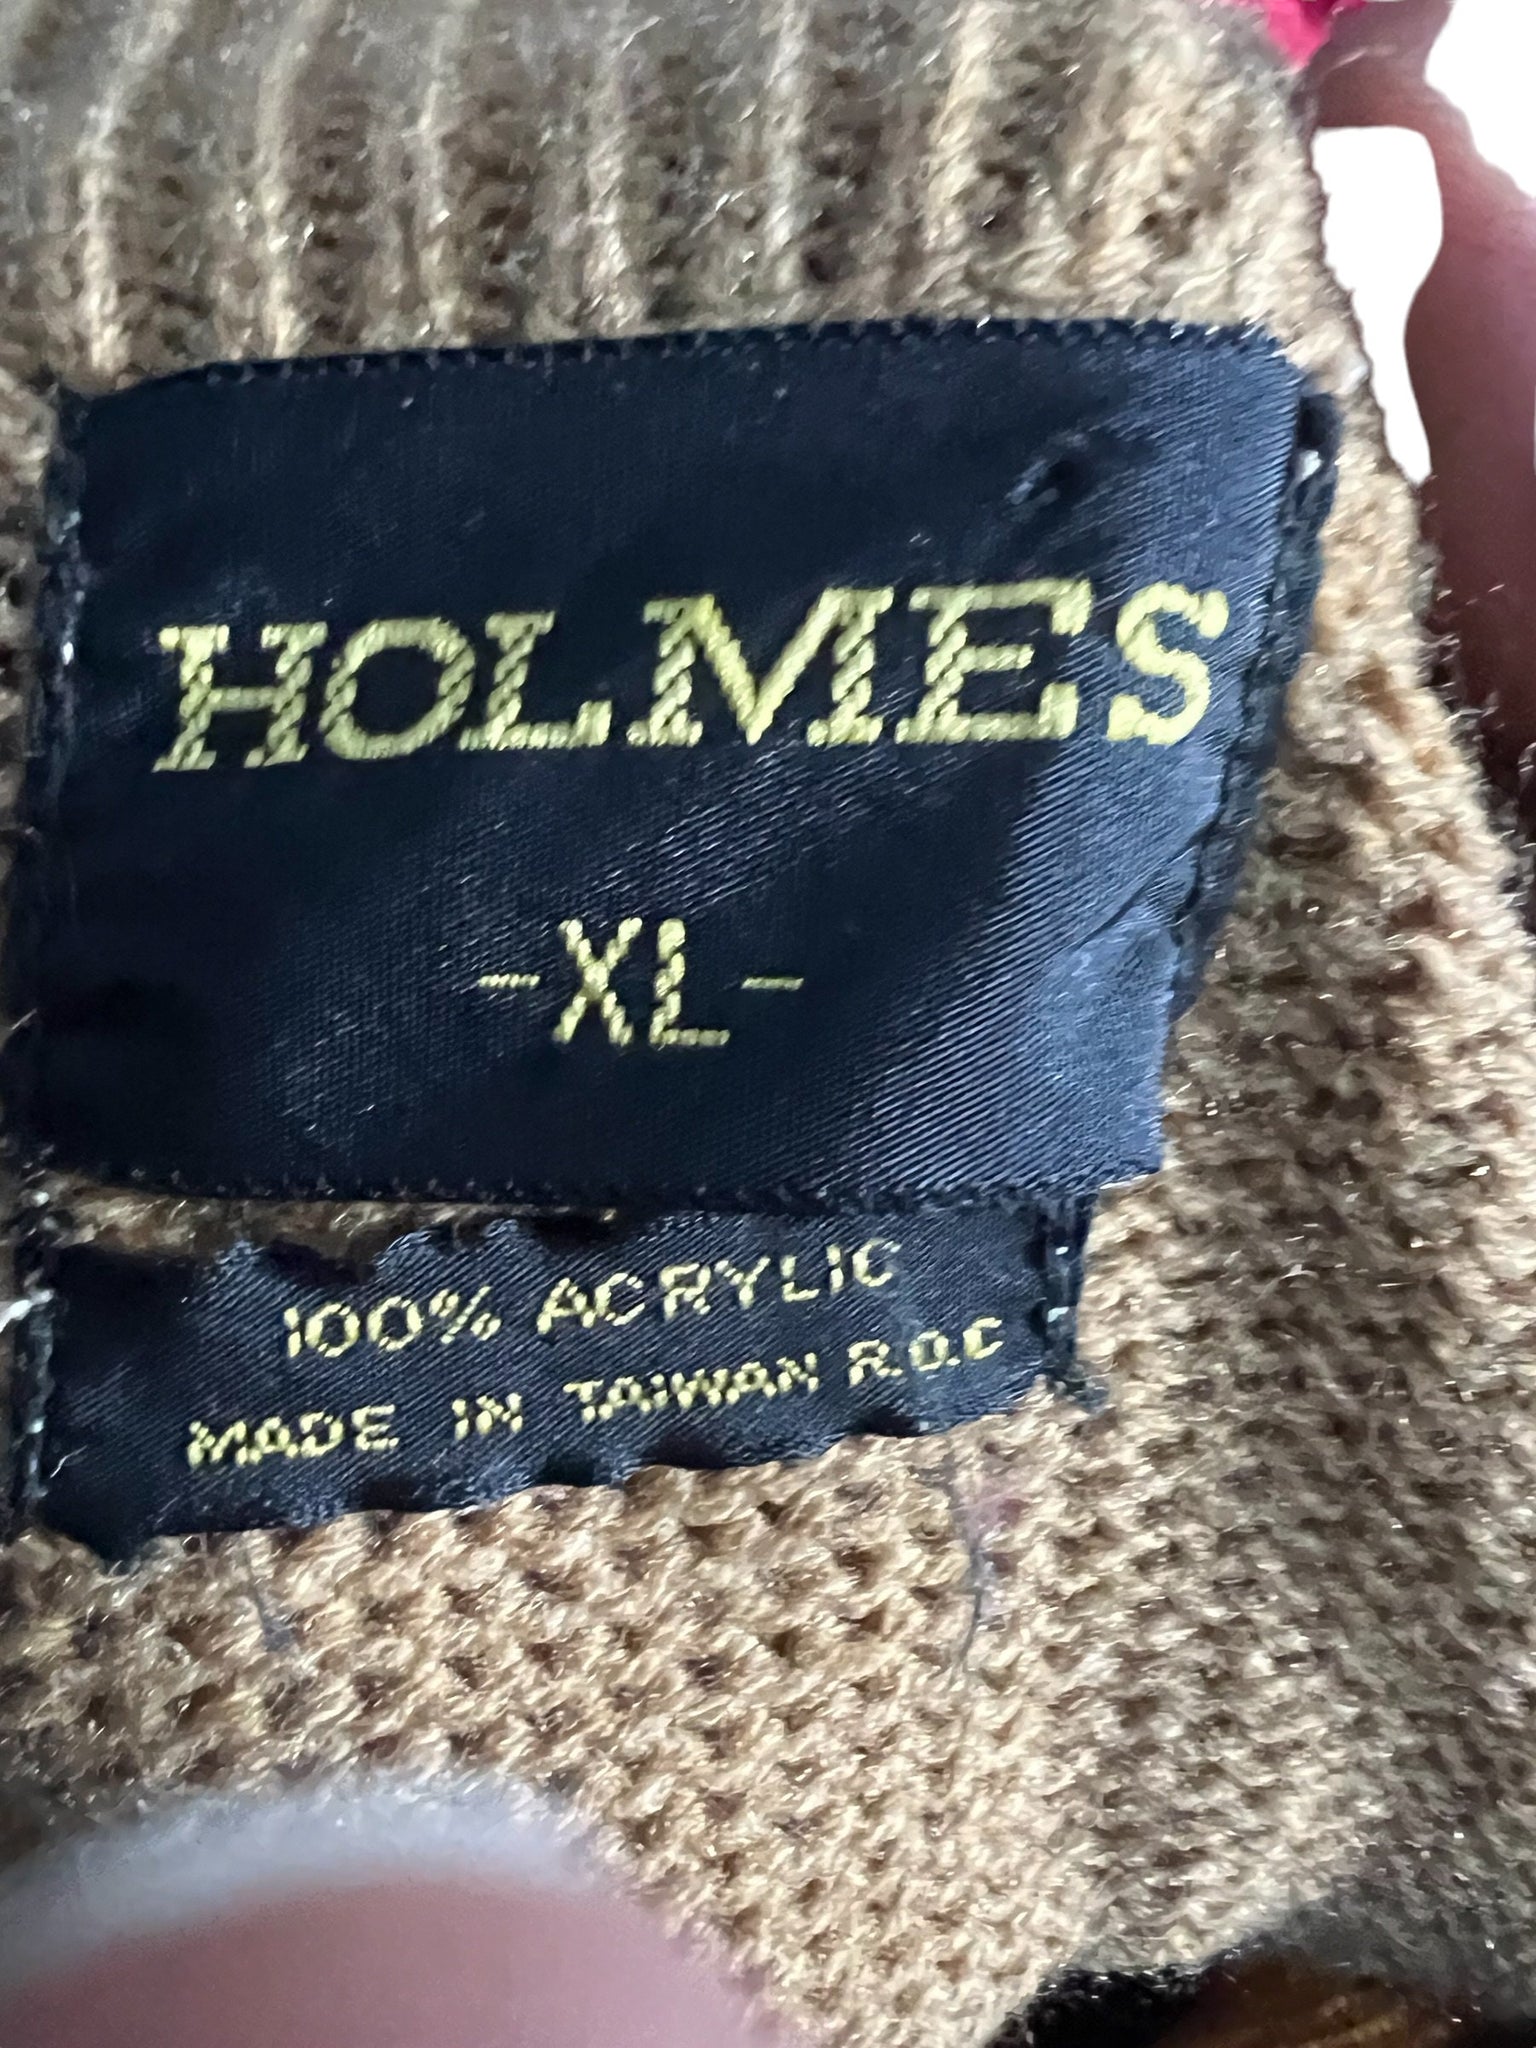 HOLMES
-XL-
100% ACRYLIC
MADE IN TAIWAN R.O.C